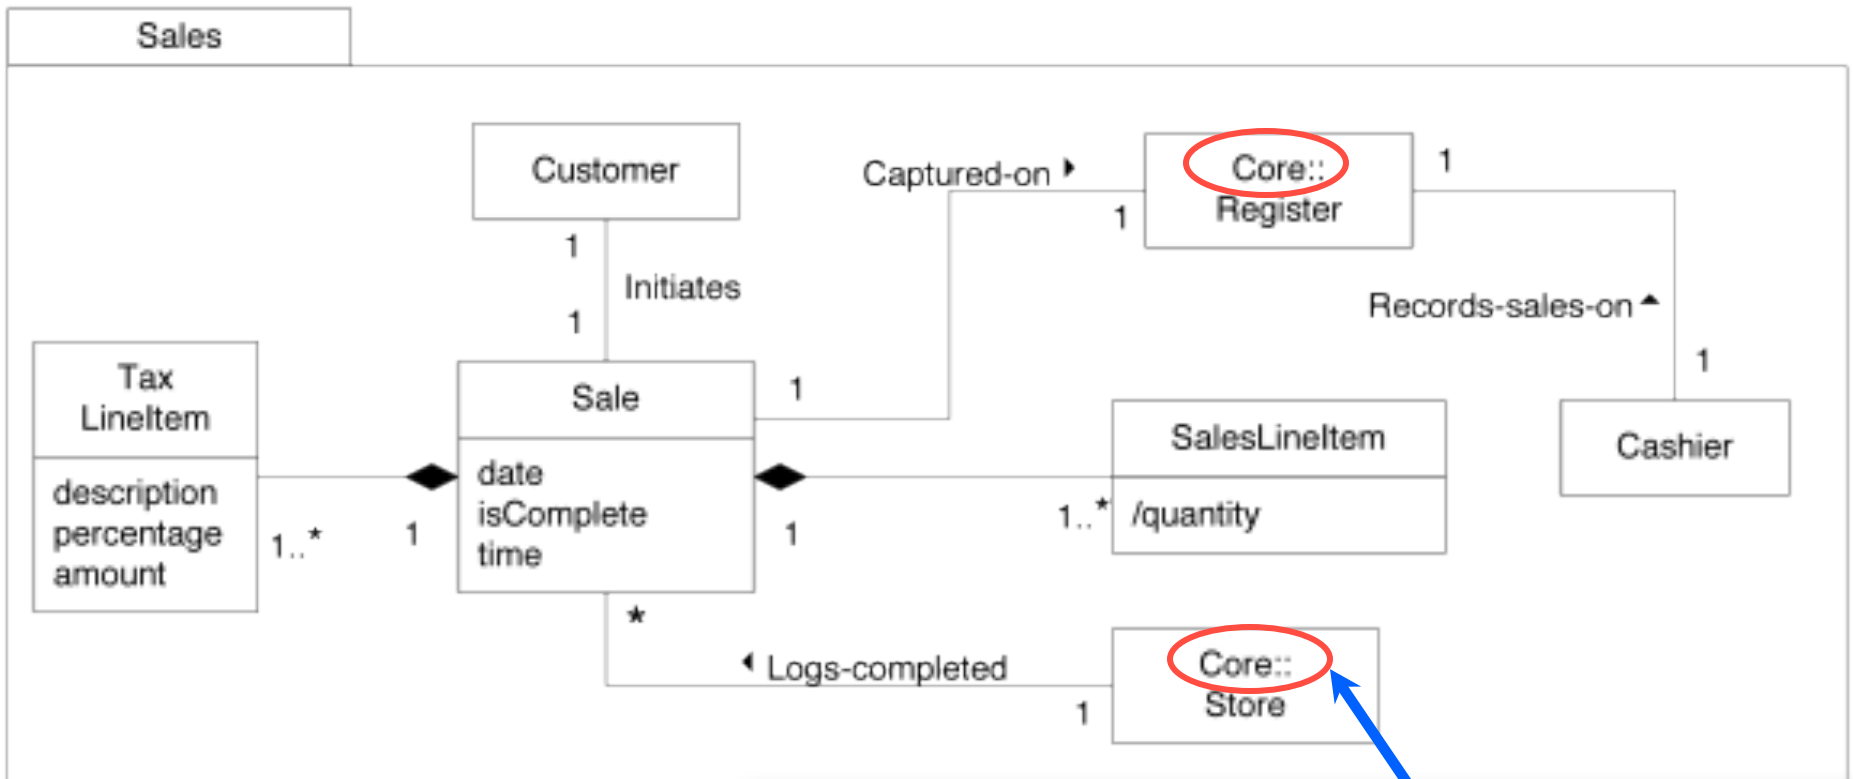 Sales
Customer
1
Initiates
1
Captured-on
1
Core::
Register
1
Records-sales-on
1
Cashier
Tax
LineItem
description
percentage
amount
1..*
1
Sale
date
isComplete
time
1
1
1..*
SalesLineItem
/quantity
*
Logs-completed
1
Core::
Store